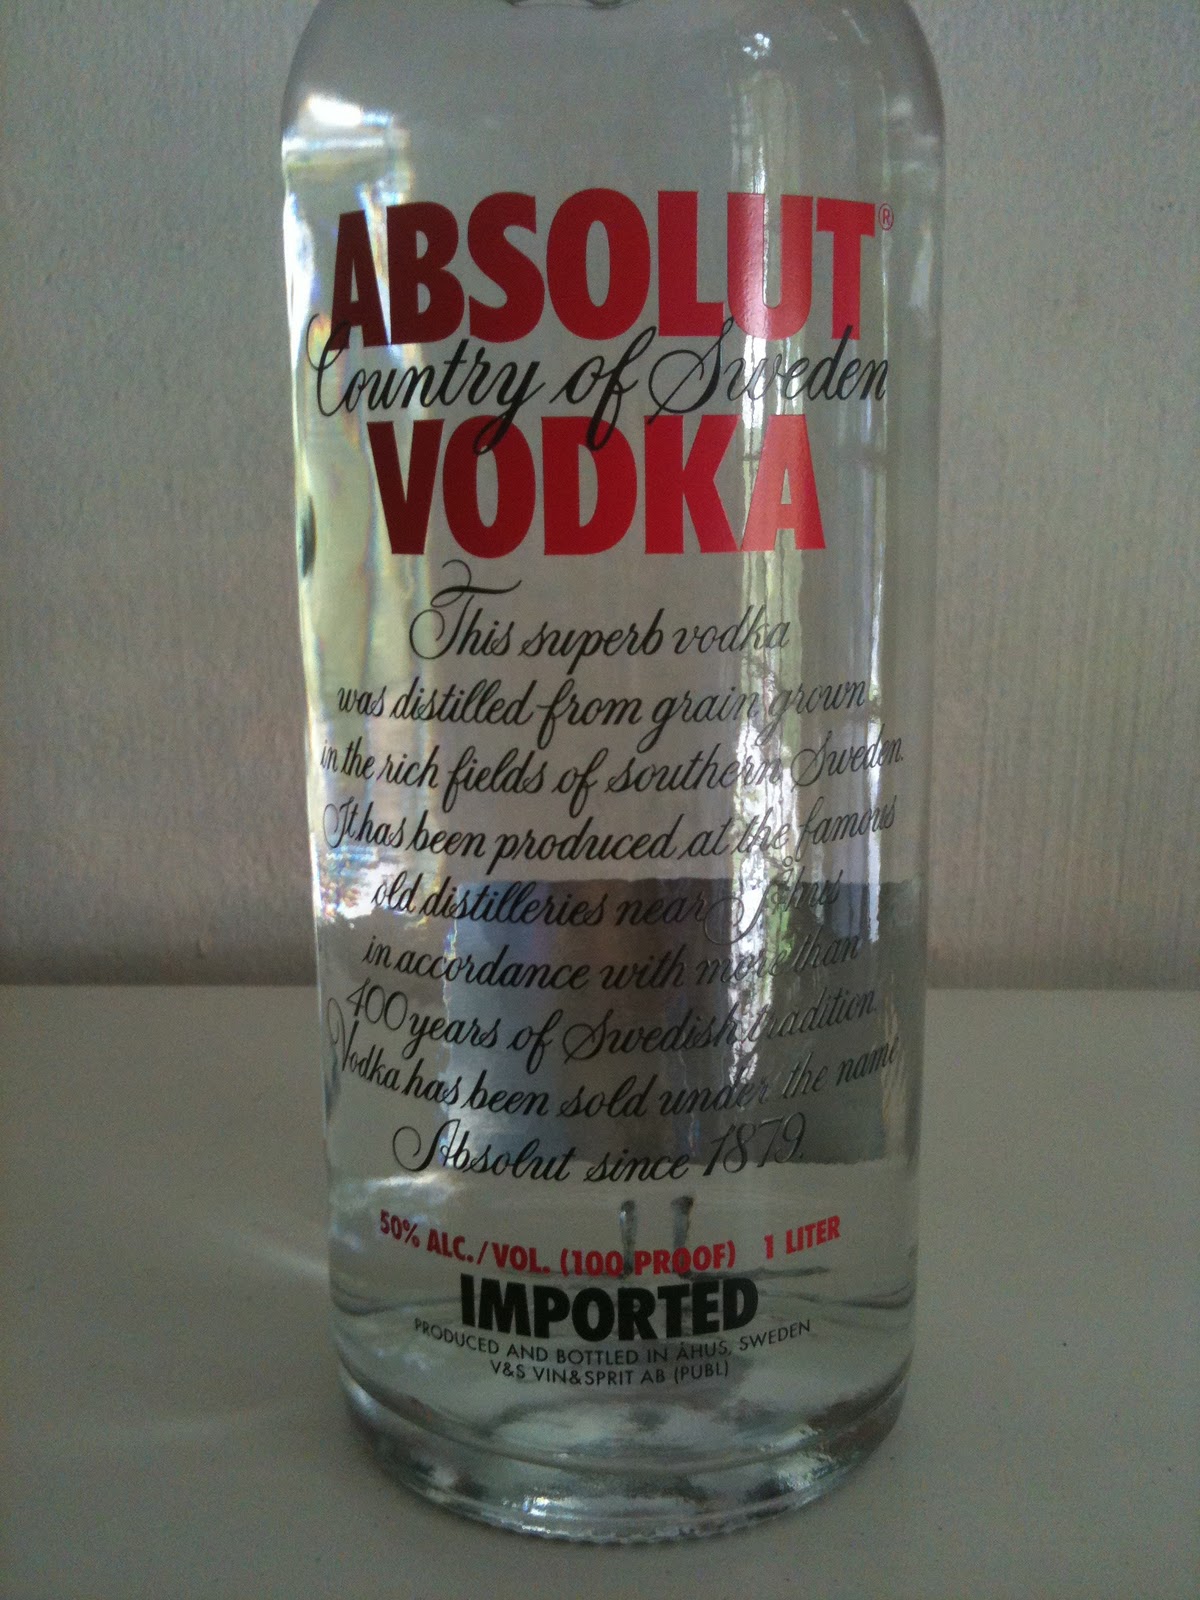 ABSOLUT®
Country of Sweden
VODKA
This superb vodka
was distilled from grain grown
in the rich fields of southern Sweden.
It has been produced at the famous
old distilleries near Åhus
in accordance with more than
400 years of Swedish tradition.
Vodka has been sold under the name
Absolut since 1879.
50% ALC./VOL. (100 PROOF) 1 LITER
IMPORTED
PRODUCED AND BOTTLED IN ÅHUS, SWEDEN
V&S VIN&SPRIT AB (PUBL)